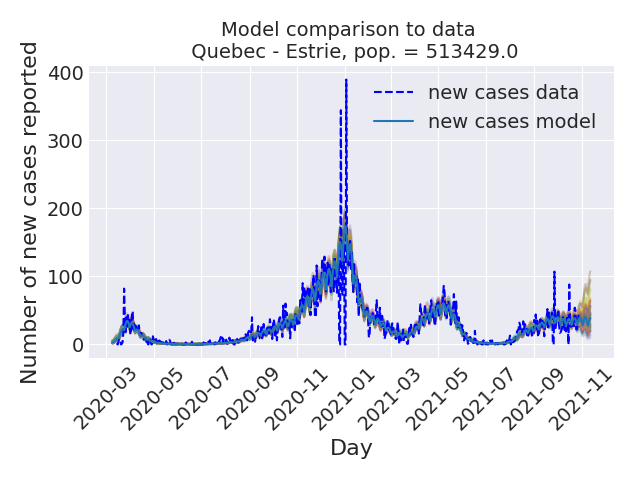 Model comparison to data
Quebec - Estrie, pop. = 513429.0
Number of new cases reported
400
300
200
100
0
new cases data
new cases model
2020-03
2020-05
2020-07
2020-09
2020-11
2021-01
2021-03
2021-05
2021-07
2021-09
2021-11
Day